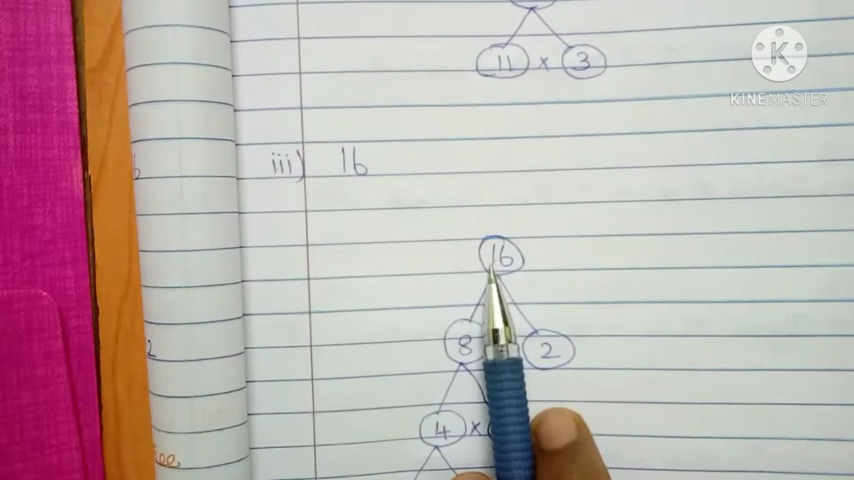 11 x 3
K
KINEMASTER
iii) 16
16
8 2
4 x